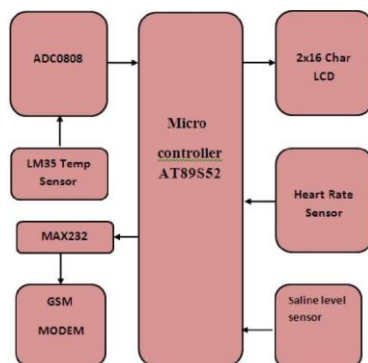 ADC0808
LM35 Temp
Sensor
MAX232
GSM
MODEM
Micro
controller
AT89S52
2x16 Char
LCD
Heart Rate
Sensor
Saline level
sensor